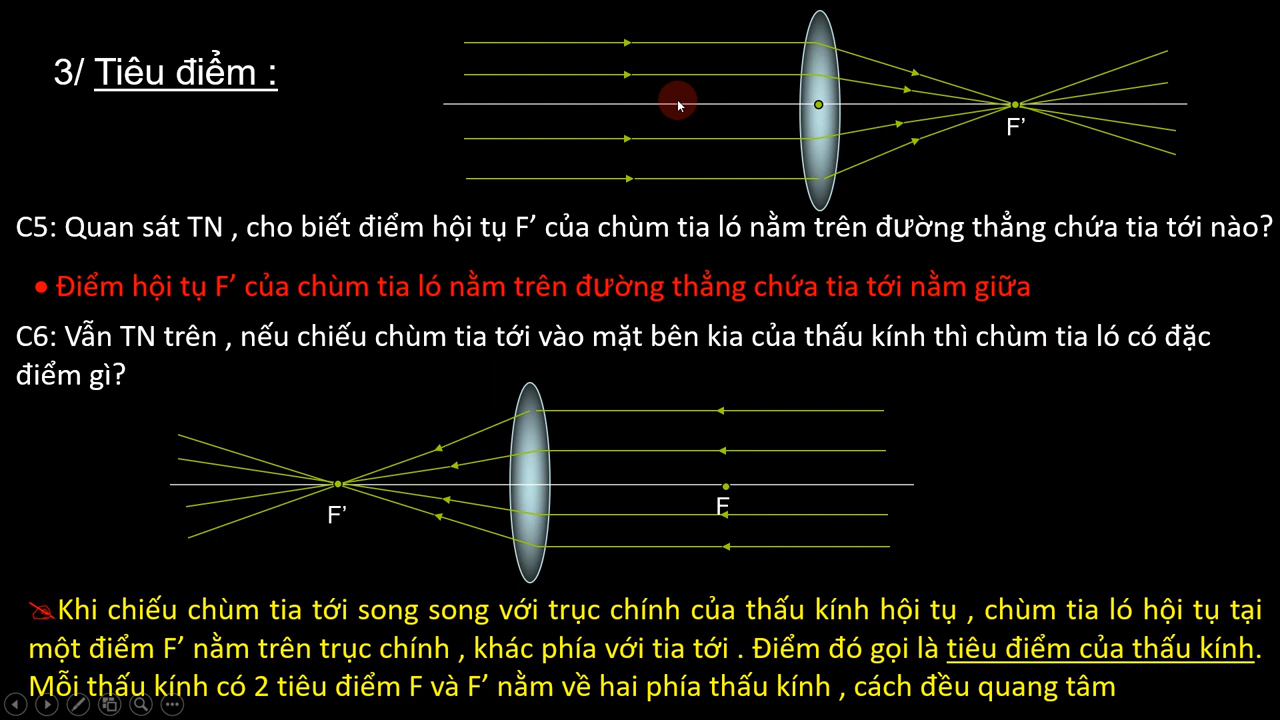 3/ Tiêu điểm :
F’
C5: Quan sát TN , cho biết điểm hội tụ F’ của chùm tia ló nằm trên đường thẳng chứa tia tới nào?
• Điểm hội tụ F’ của chùm tia ló nằm trên đường thẳng chứa tia tới nằm giữa
C6: Vẫn TN trên , nếu chiếu chùm tia tới vào mặt bên kia của thấu kính thì chùm tia ló có đặc
điểm gì?
F’
F
Khi chiếu chùm tia tới song song với trục chính của thấu kính hội tụ , chùm tia ló hội tụ tại
một điểm F’ nằm trên trục chính , khác phía với tia tới . Điểm đó gọi là tiêu điểm của thấu kính.
Mỗi thấu kính có 2 tiêu điểm F và F’ nằm về hai phía thấu kính , cách đều quang tâm